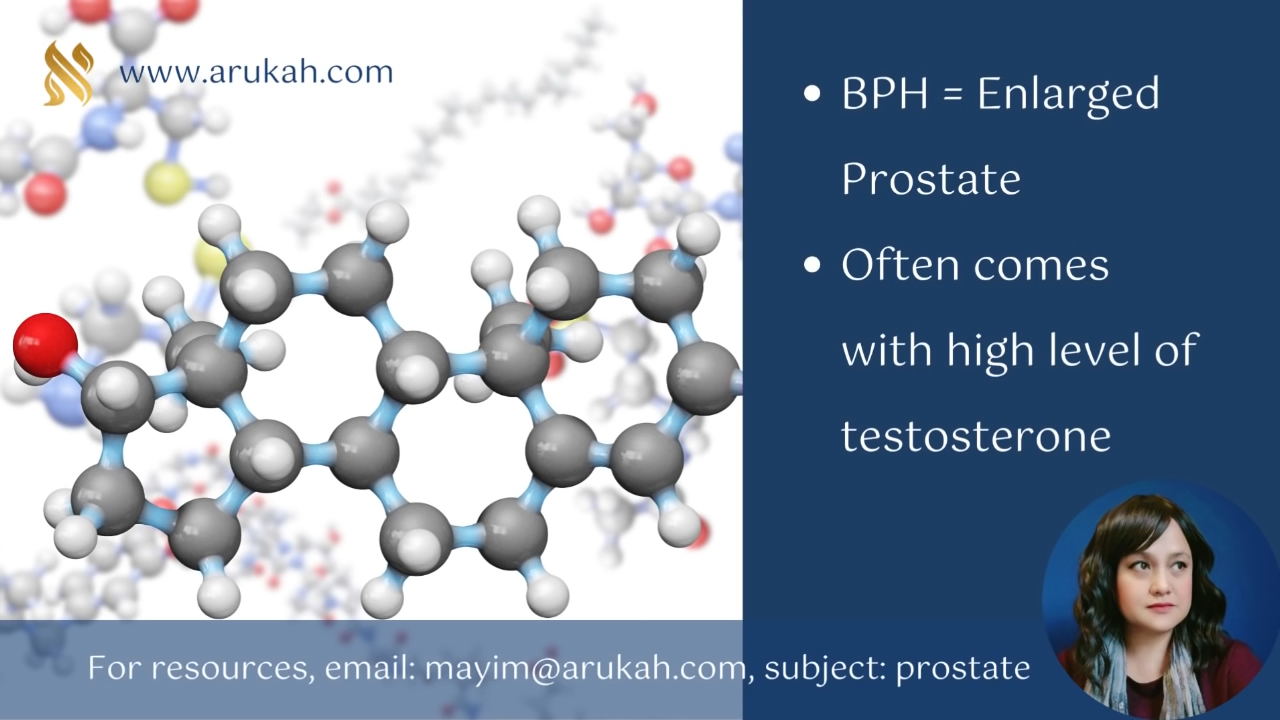 www.arukah.com
• BPH = Enlarged
Prostate
• Often comes
with high level of
testosterone
For resources, email: mayim@arukah.com, subject: prostate